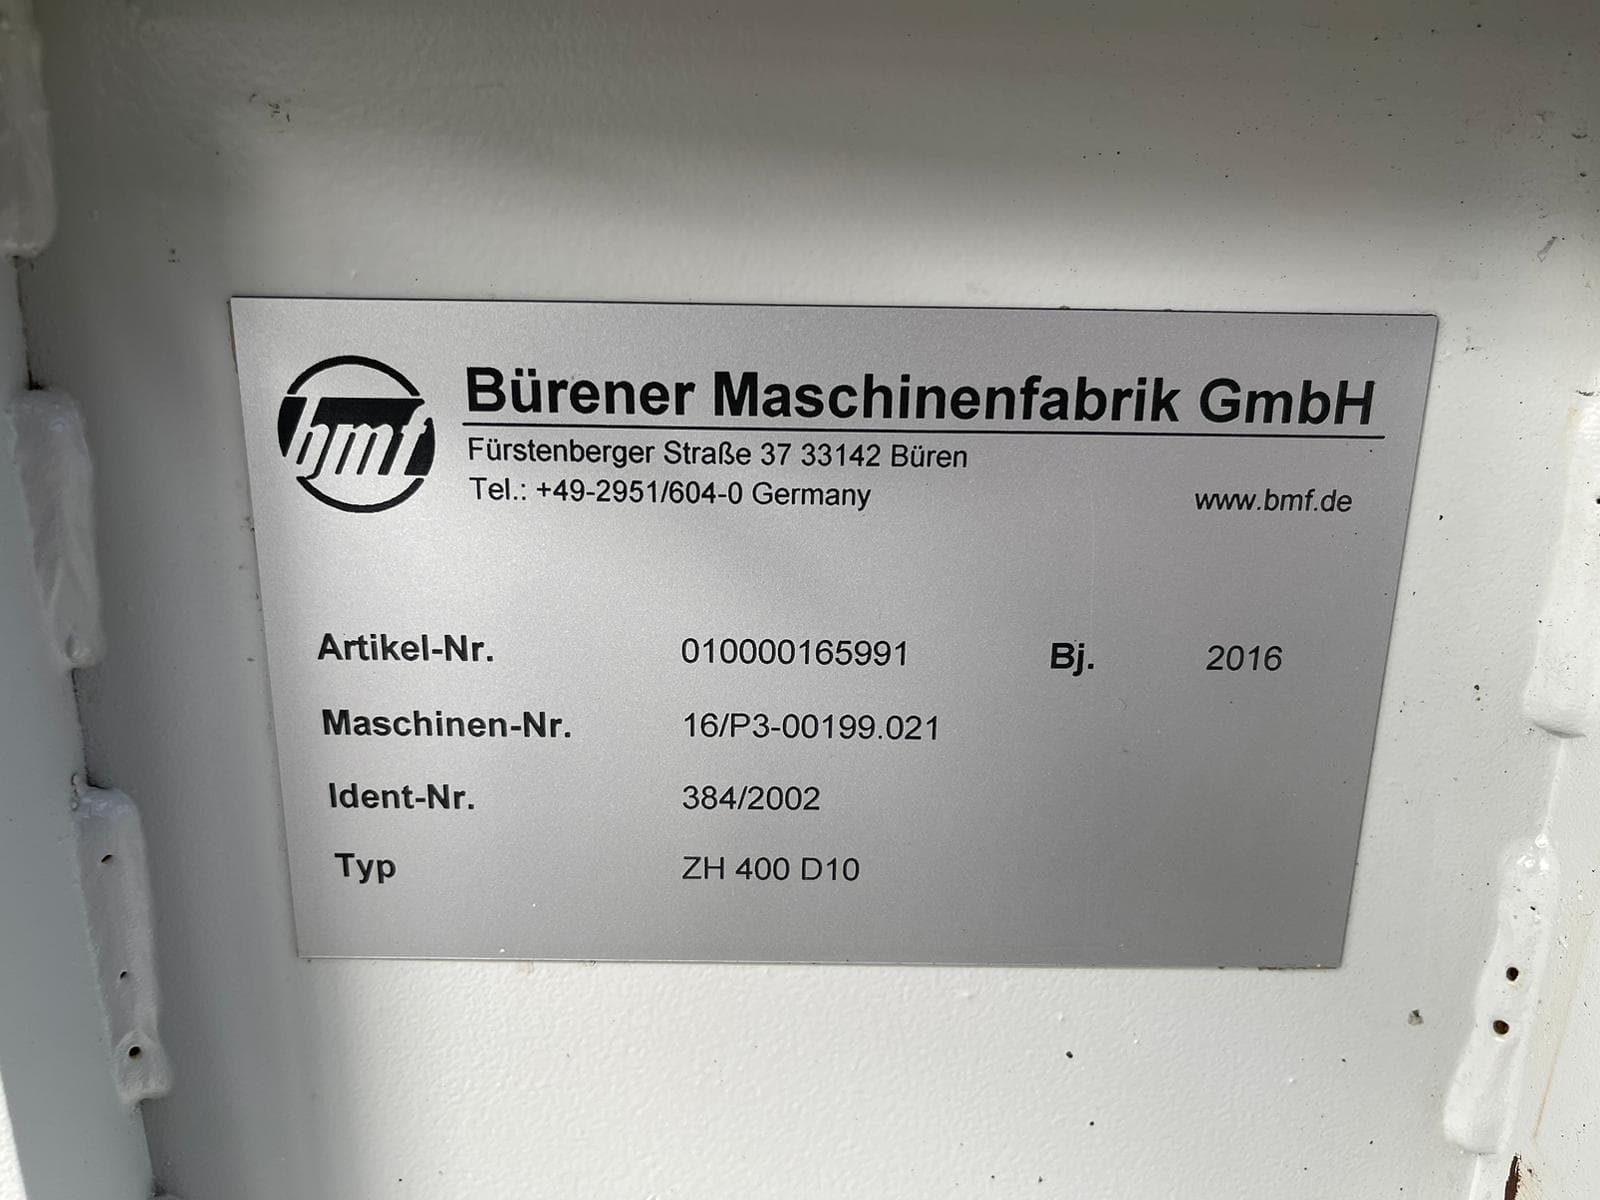 bmf
Bürener Maschinenfabrik GmbH
Fürstenberger Straße 37 33142 Büren
Tel.: +49-2951/604-0 Germany www.bmf.de
Artikel-Nr. 010000165991 Bj. 2016
Maschinen-Nr. 16/P3-00199.021
Ident-Nr. 384/2002
Typ ZH 400 D10